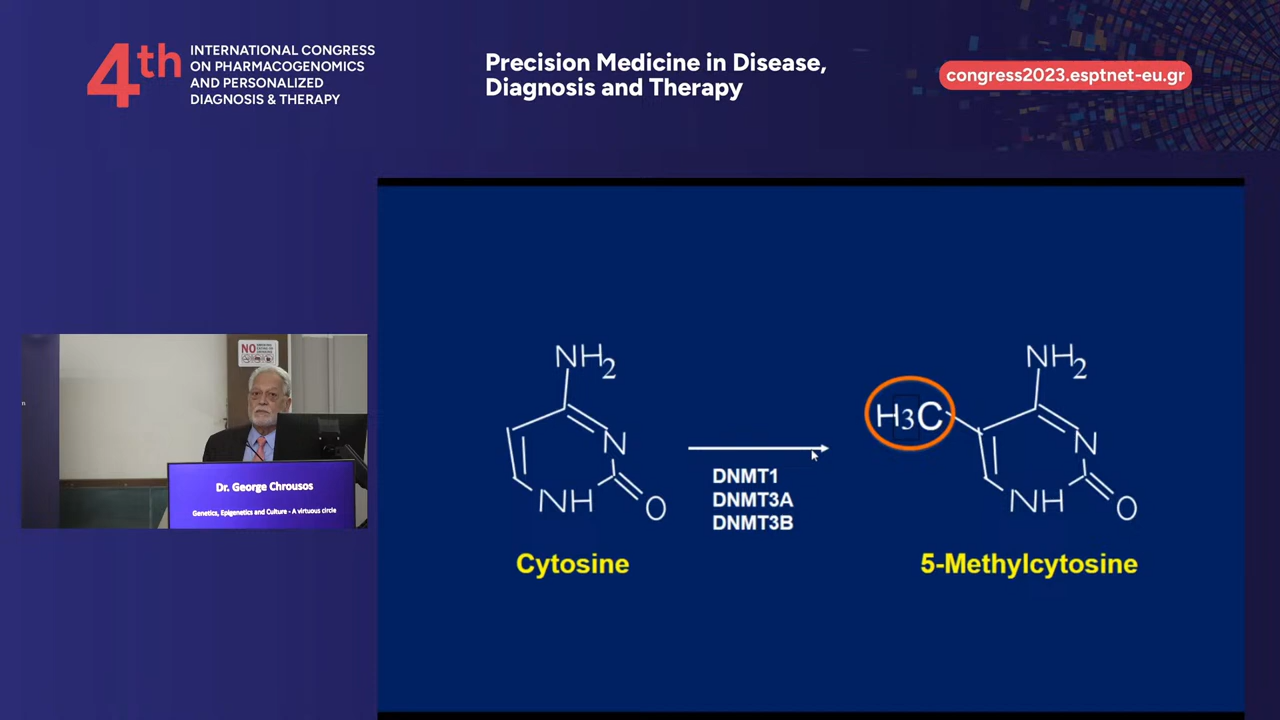 4th
INTERNATIONAL CONGRESS
ON PHARMACOGENOMICS
AND PERSONALIZED
DIAGNOSIS & THERAPY
Precision Medicine in Disease,
Diagnosis and Therapy
congress2023.esptnet-eu.gr
NO
Dr. George Chrousos
Genetics, Epigenetics and Culture - A virtuous circle
NH2
N
NH
O
Cytosine
DNMT1
DNMT3A
DNMT3B
NH2
H3C
N
NH
O
5-Methylcytosine